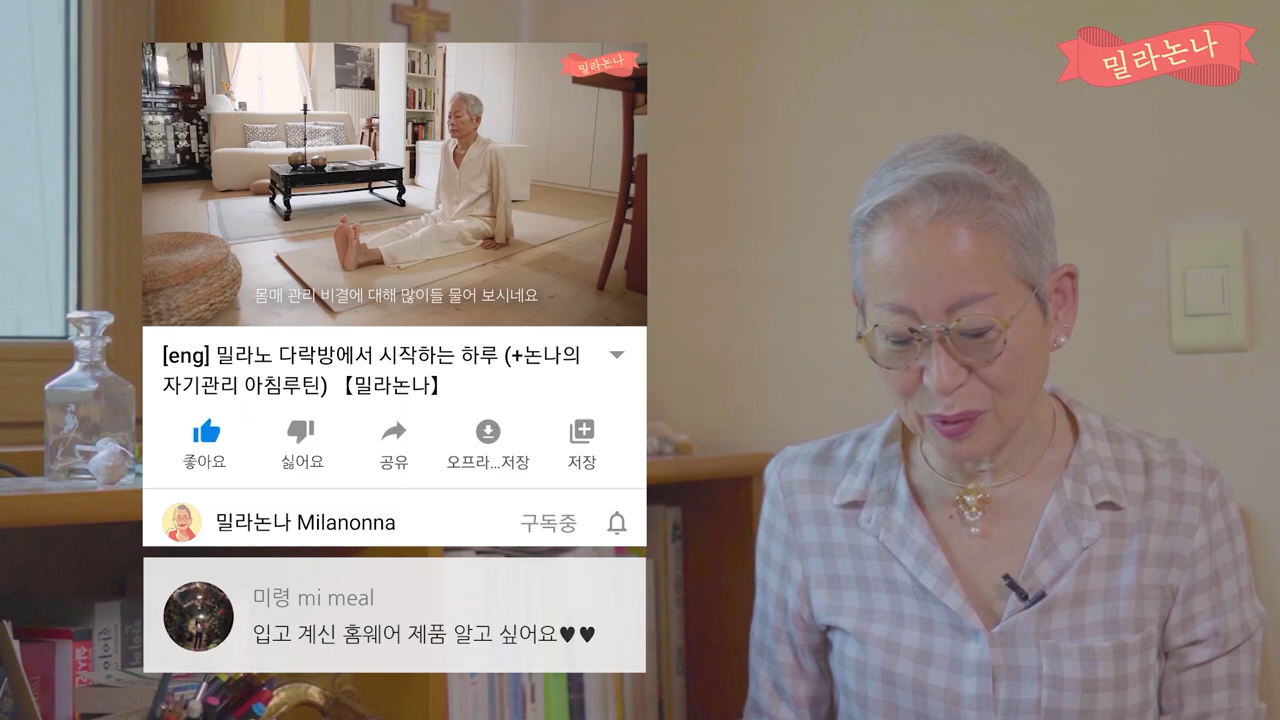 밀라논나
밀라논나
몸매 관리 비결에 대해 많이들 물어 보시네요
[eng] 밀라노 다락방에서 시작하는 하루 (+논나의
자기관리 아침루틴) 【밀라논나】
좋아요 싫어요 공유 오프라...저장 저장
밀라논나 Milanonna 구독중
미령 mi meal
입고 계신 홈웨어 제품 알고 싶어요♥♥